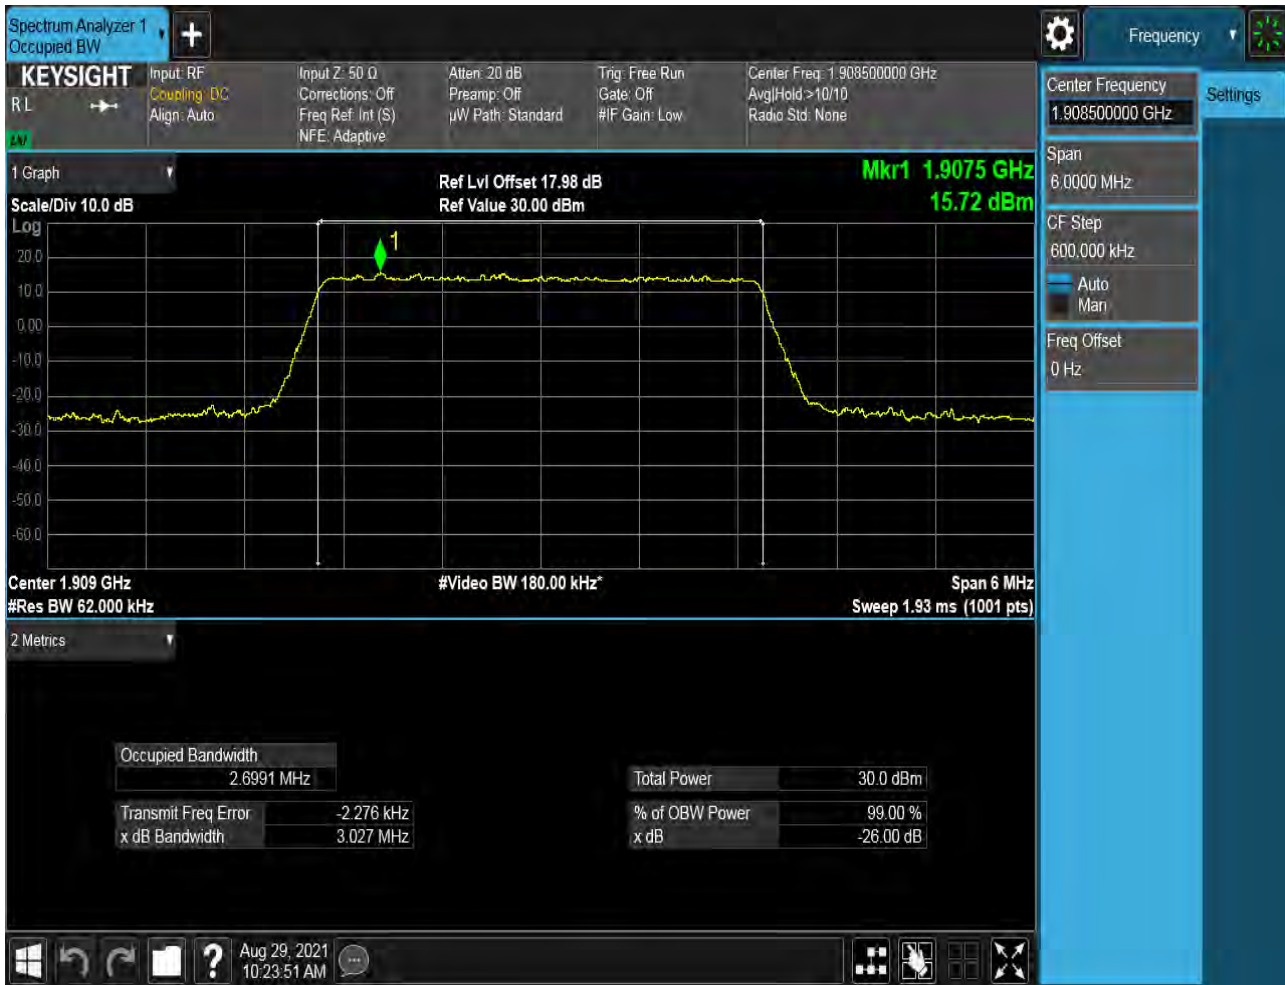 Spectrum Analyzer 1
Occupied BW
Frequency
KEYSIGHT
R L
Input: RF
Coupling: DC
Align: Auto
Input Z: 50 Ω
Corrections: Off
Freq Ref: Int (S)
NFE: Adaptive
Atten: 20 dB
Preamp: Off
µW Path: Standard
Trig: Free Run
Gate: Off
#IF Gain: Low
Center Freq: 1.908500000 GHz
Avg|Hold:>10/10
Radio Std: None
Center Frequency
1.908500000 GHz
Settings
Span
6.0000 MHz
CF Step
600.000 kHz
Auto
Man
Freq Offset
0 Hz
1 Graph
Scale/Div 10.0 dB
Ref Lvl Offset 17.98 dB
Ref Value 30.00 dBm
Mkr1 1.9075 GHz
15.72 dBm
Log
1
20.0
10.0
0.00
-10.0
-20.0
-30.0
-40.0
-50.0
-60.0
Center 1.909 GHz
#Video BW 180.00 kHz*
Span 6 MHz
#Res BW 62.000 kHz
Sweep 1.93 ms (1001 pts)
2 Metrics
Occupied Bandwidth
2.6991 MHz
Transmit Freq Error -2.276 kHz
x dB Bandwidth 3.027 MHz
Total Power 30.0 dBm
% of OBW Power 99.00 %
x dB -26.00 dB
?
Aug 29, 2021
10:23:51 AM